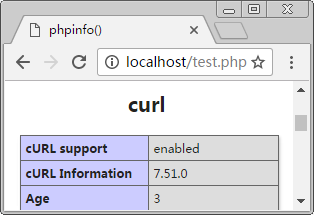 phpinfo()
localhost/test.php
curl
cURL support enabled
cURL Information 7.51.0
Age 3